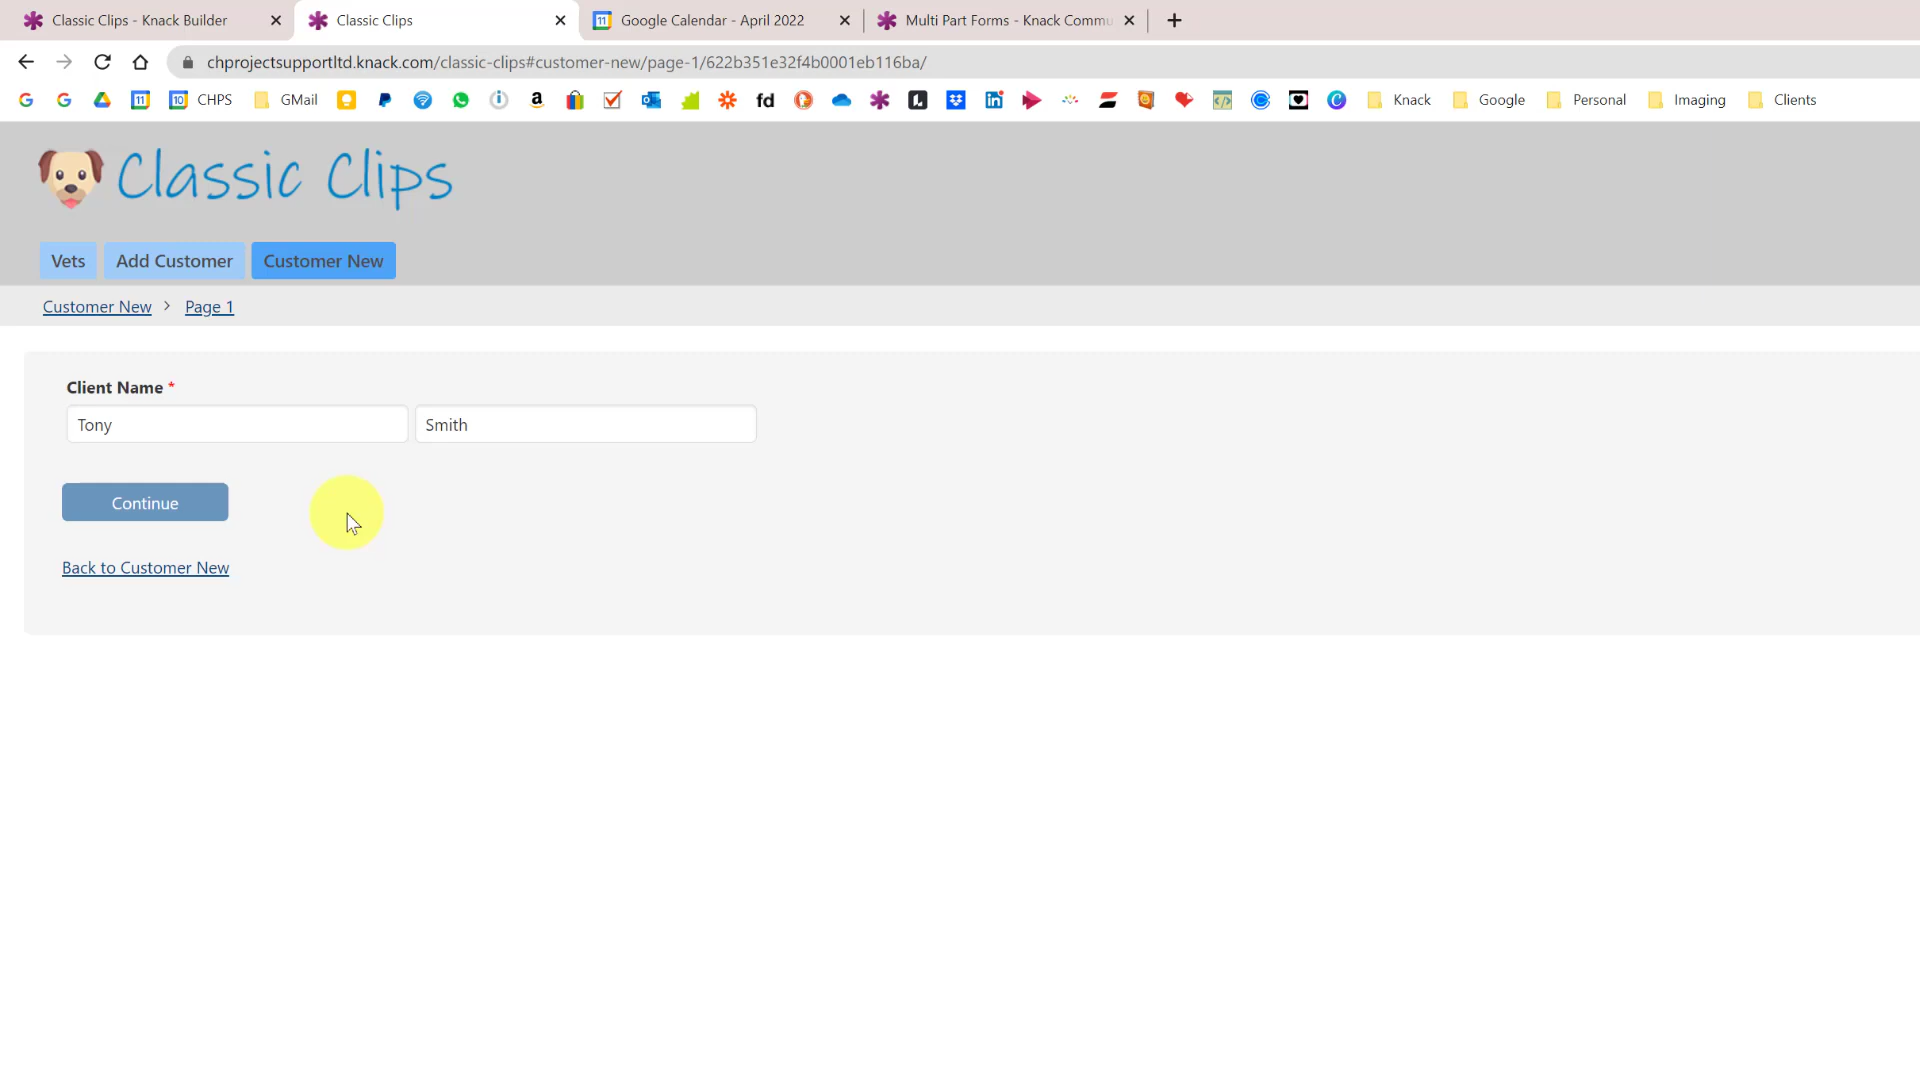 Classic Clips - Knack Builder
Classic Clips
Google Calendar - April 2022
Multi Part Forms - Knack Commu
chprojectsupportltd.knack.com/classic-clips#customer-new/page-1/622b351e32f4b0001eb116ba/
CHPS GMail fd Knack Google Personal Imaging Clients
Classic Clips
Vets Add Customer Customer New
Customer New > Page 1
Client Name *
Tony Smith
Continue
Back to Customer New